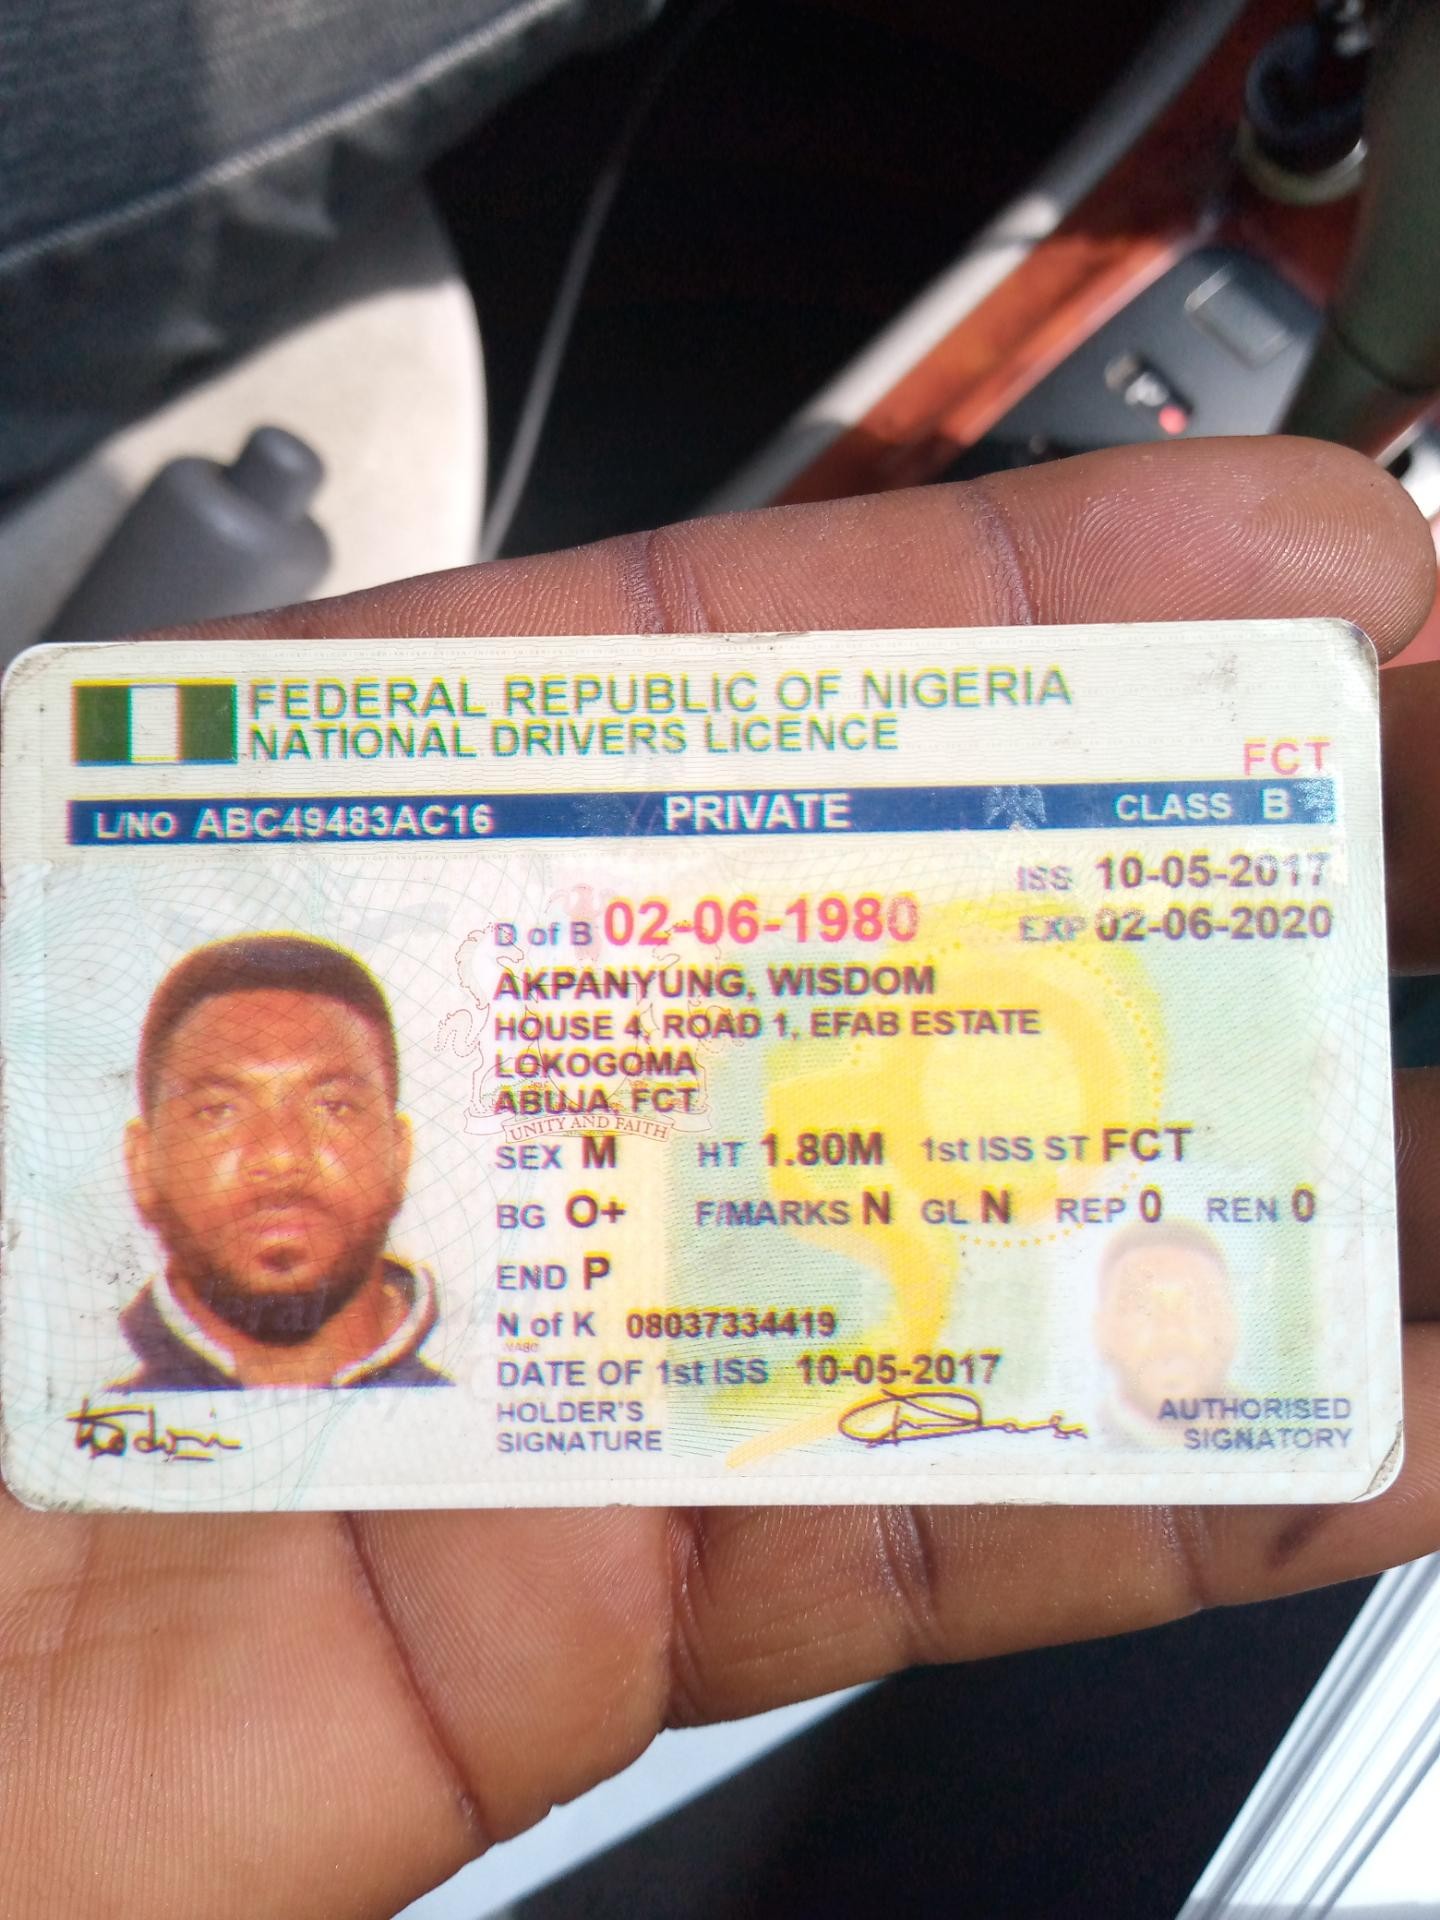 FEDERAL REPUBLIC OF NIGERIA
NATIONAL DRIVERS LICENCE
FCT
L/NO ABC49483AC16 PRIVATE CLASS B
ISS 10-05-2017
D of B 02-06-1980 EXP 02-06-2020
AKPANYUNG, WISDOM
HOUSE 4, ROAD 1, EFAB ESTATE
LOKOGOMA
ABUJA, FCT
UNITY AND FAITH
SEX M HT 1.80M 1st ISS ST FCT
BG O+ F/MARKS N GL N REP 0 REN 0
END P
N of K 08037334419
DATE OF 1st ISS 10-05-2017
HOLDER'S
SIGNATURE
AUTHORISED
SIGNATORY